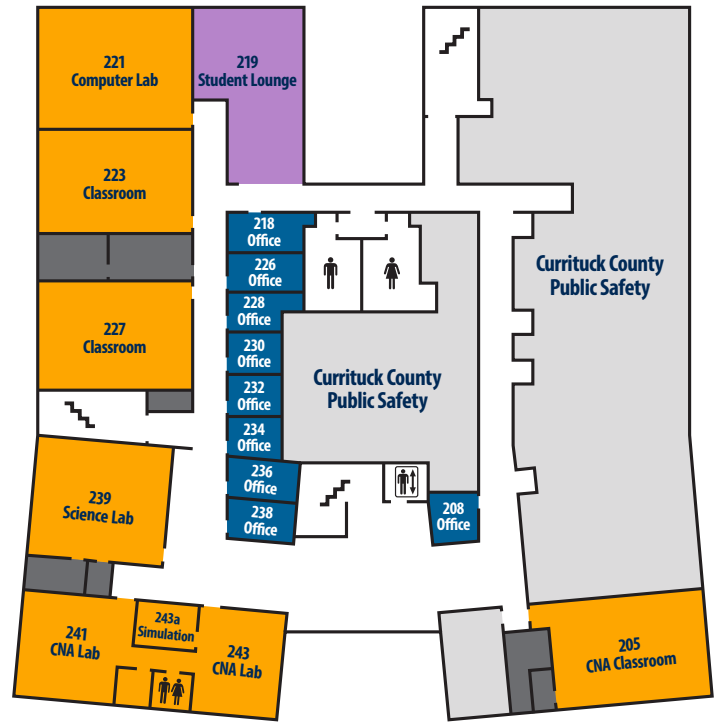 221
Computer Lab
219
Student Lounge
223
Classroom
218
Office
226
Office
228
Office
227
Classroom
230
Office
232
Office
234
Office
236
Office
238
Office
Currituck County
Public Safety
Currituck County
Public Safety
239
Science Lab
208
Office
241
CNA Lab
243a
Simulation
243
CNA Lab
205
CNA Classroom